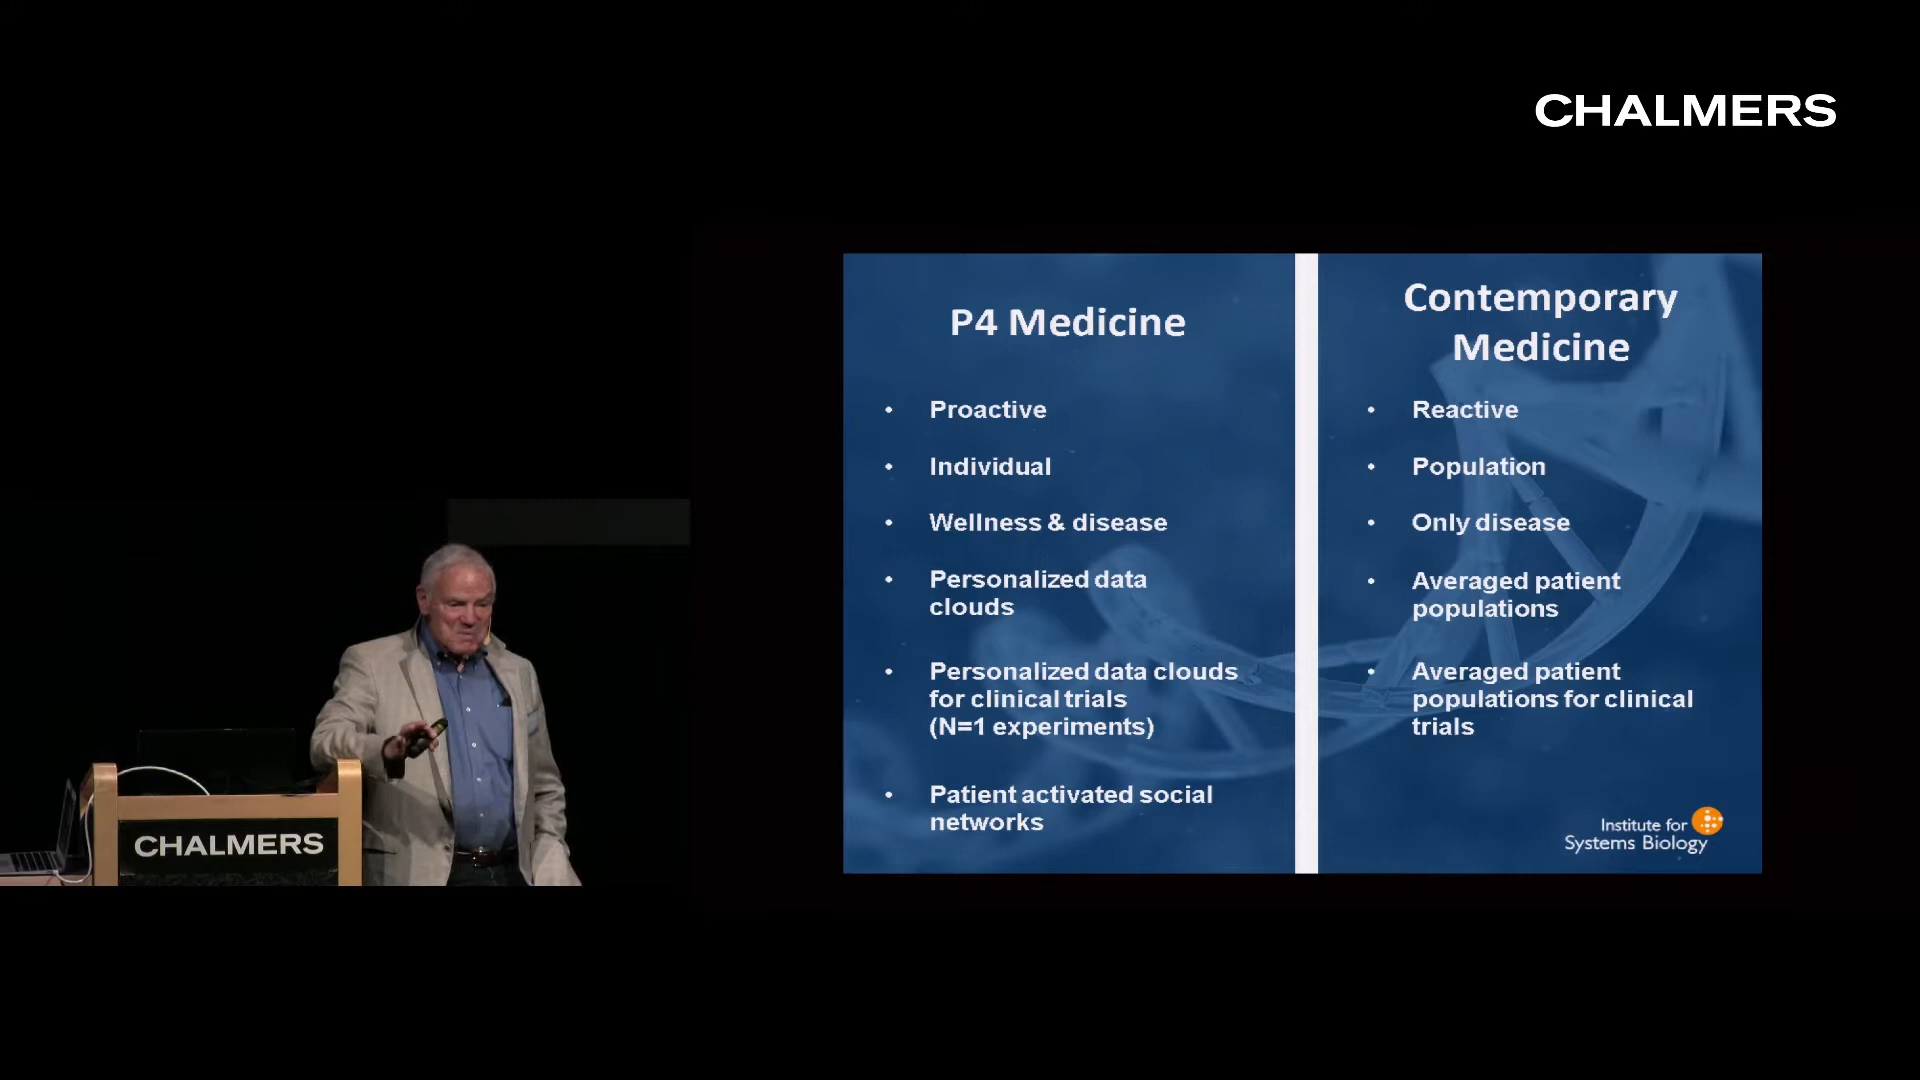 CHALMERS
P4 Medicine
• Proactive
• Individual
• Wellness & disease
• Personalized data
clouds
• Personalized data clouds
for clinical trials
(N=1 experiments)
• Patient activated social
networks
Contemporary
Medicine
• Reactive
• Population
• Only disease
• Averaged patient
populations
• Averaged patient
populations for clinical
trials
Institute for
Systems Biology
CHALMERS